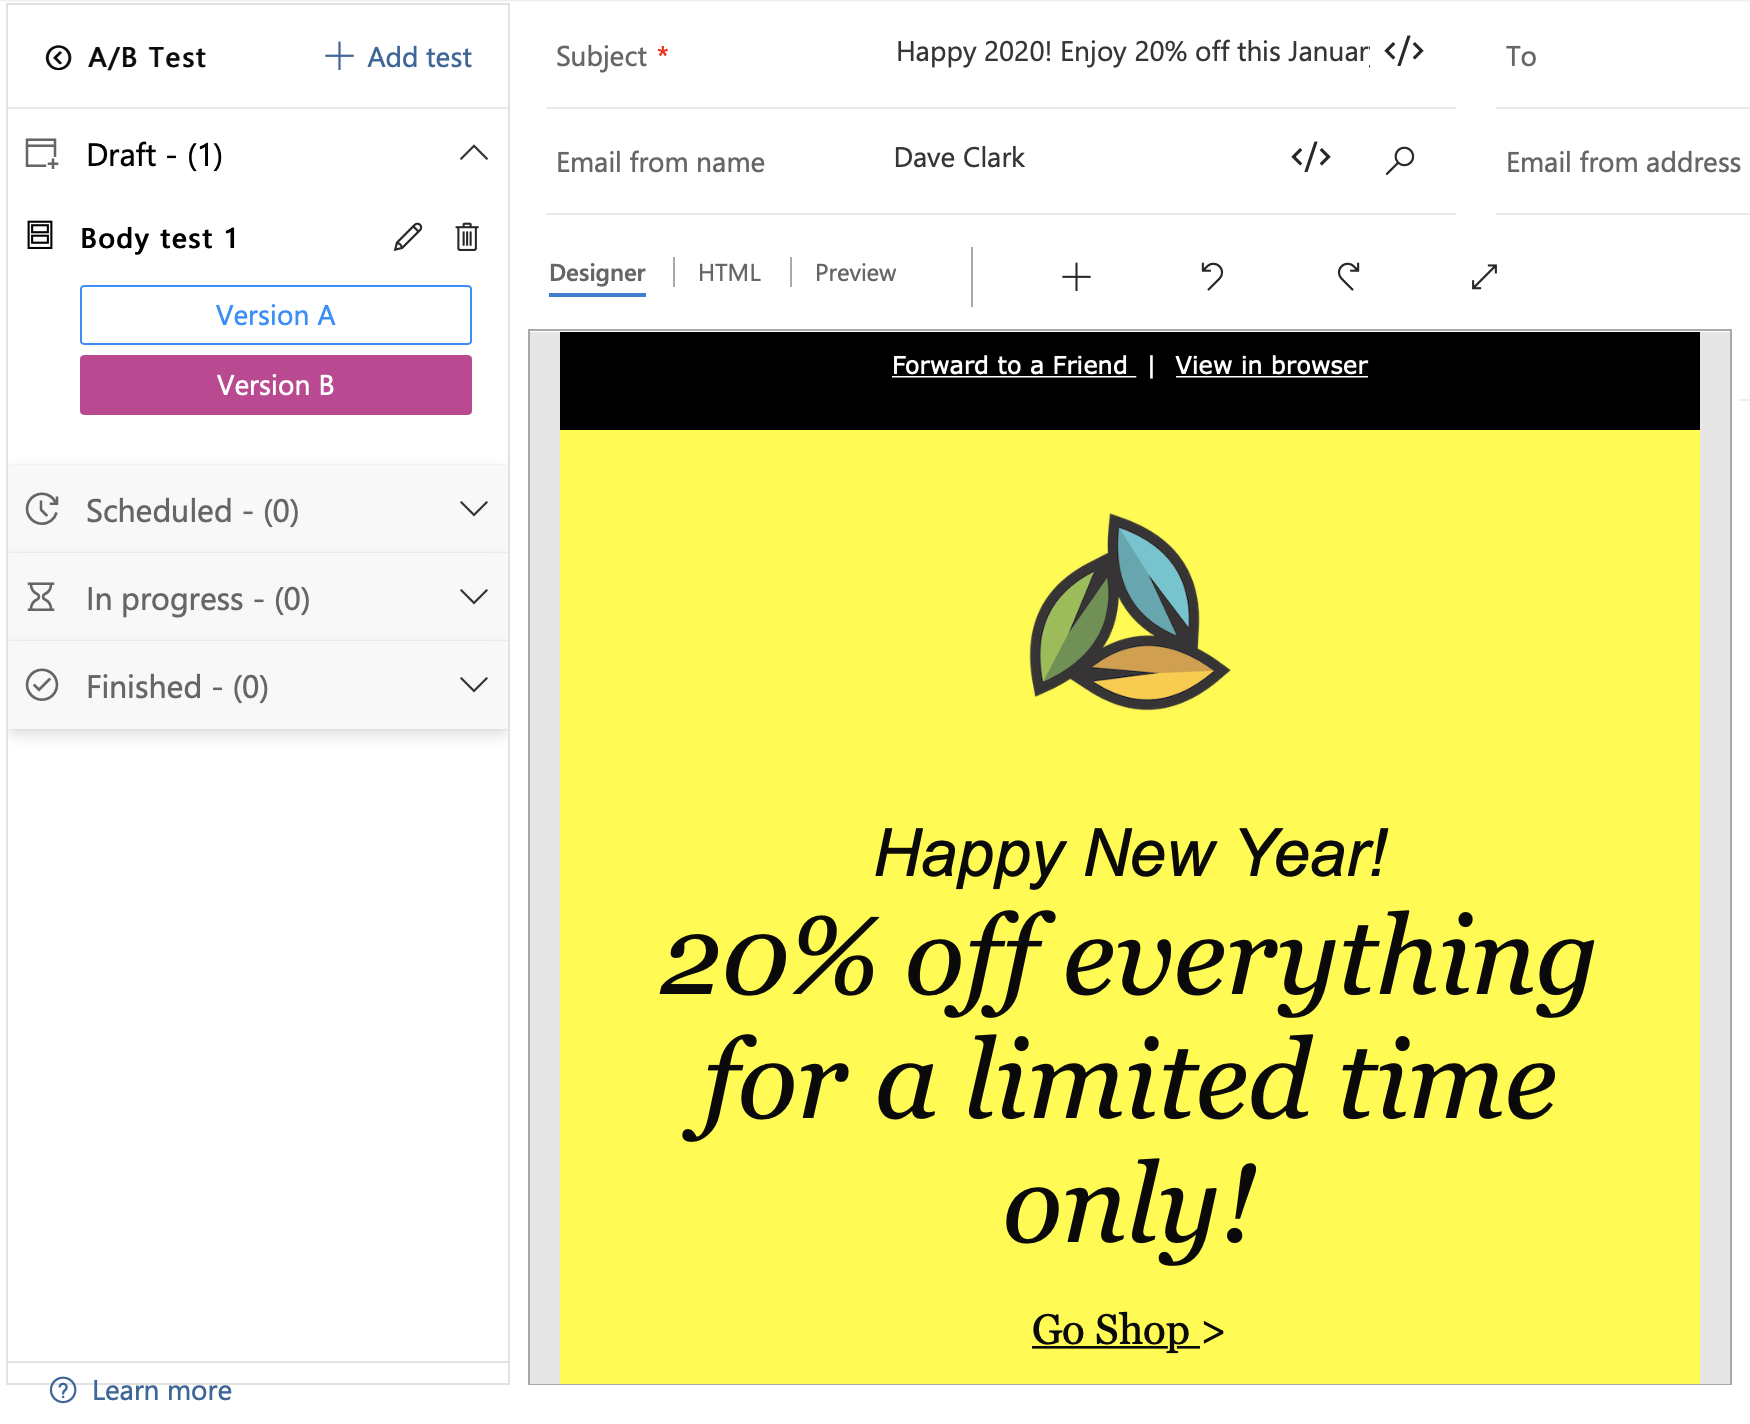 A/B Test
Add test
Draft - (1)
Body test 1
Version A
Version B
Scheduled - (0)
In progress - (0)
Finished - (0)
Learn more
Subject *
Happy 2020! Enjoy 20% off this Januar
To
Email from name
Dave Clark
Email from address
Designer | HTML | Preview
Forward to a Friend | View in browser
Happy New Year!
20% off everything
for a limited time
only!
Go Shop >